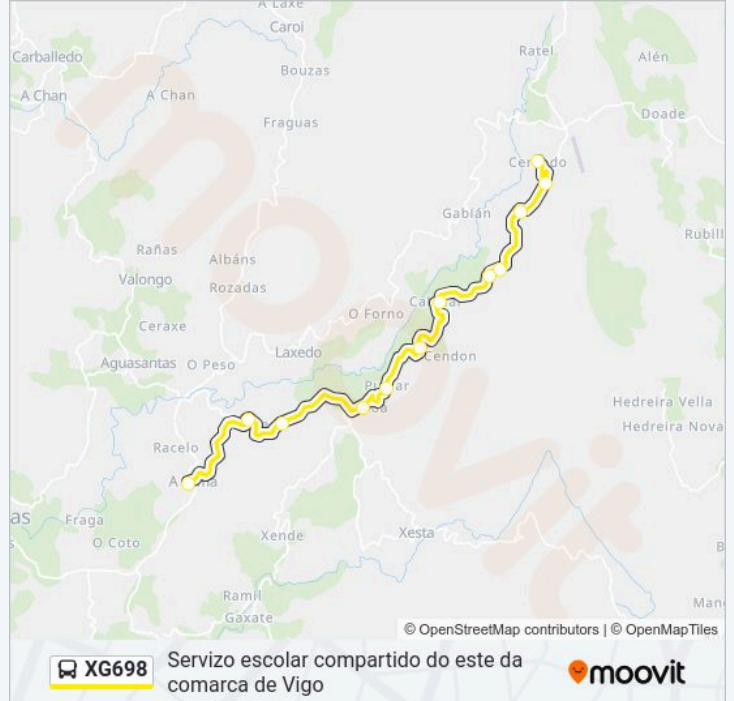 A Laxe
Carballedo
Caroi
Ratel
Alén
Bouzas
A Chan
A Chan
Doade
Fraguas
Gabián
Rubill
Rañas
Albáns
Valongo
Rozadas
O Forno
Ceraxe
Laxedo
Aguasantas
O Peso
Cendon
Hedreira Vella
Hedreira Nova
Racelo
as
Fraga
O Coto
Xende
Xesta
Ramil
Gaxate
moovit
© OpenStreetMap contributors | © OpenMapTiles
XG698
Servizo escolar compartido do este da
comarca de Vigo
moovit